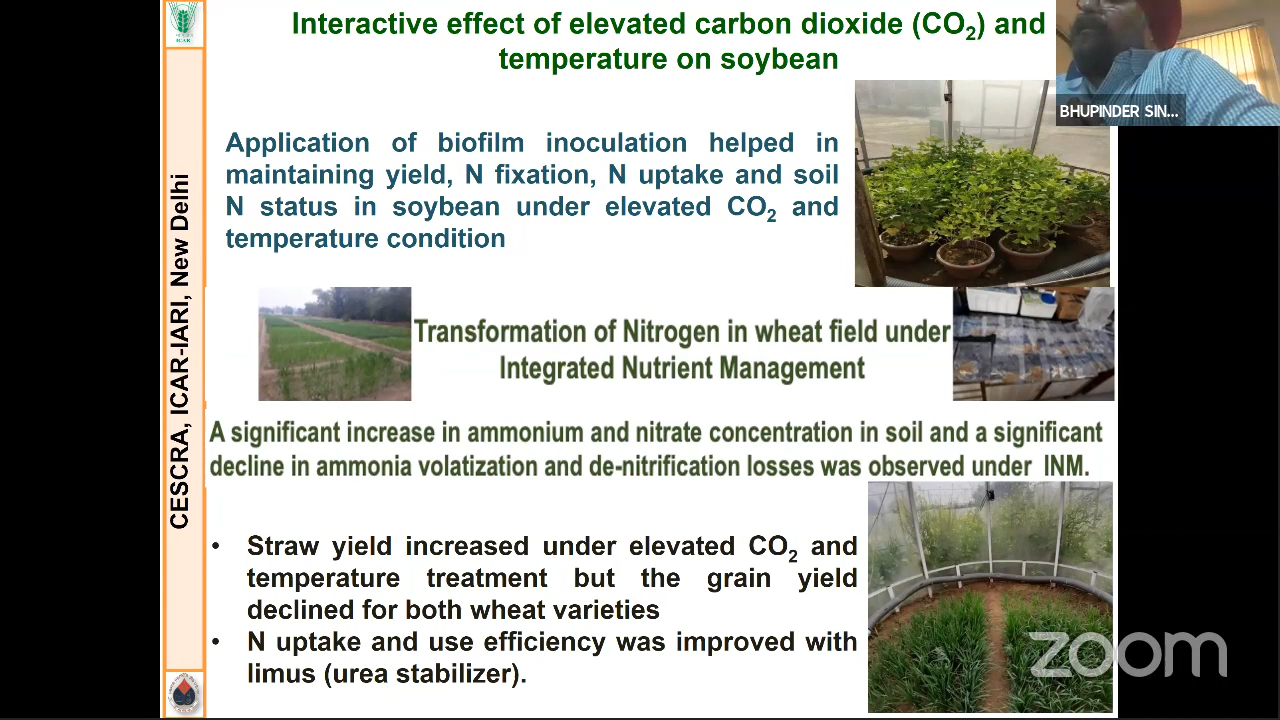 Interactive effect of elevated carbon dioxide (CO2) and
temperature on soybean
BHUPINDER SIN...
Application of biofilm inoculation helped in
maintaining yield, N fixation, N uptake and soil
N status in soybean under elevated CO2 and
temperature condition
Transformation of Nitrogen in wheat field under
Integrated Nutrient Management
A significant increase in ammonium and nitrate concentration in soil and a significant
decline in ammonia volatization and de-nitrification losses was observed under INM.
• Straw yield increased under elevated CO2 and
temperature treatment but the grain yield
declined for both wheat varieties
• N uptake and use efficiency was improved with
limus (urea stabilizer).
CESCRA, ICAR-IARI, New Delhi
ICAR
zoom